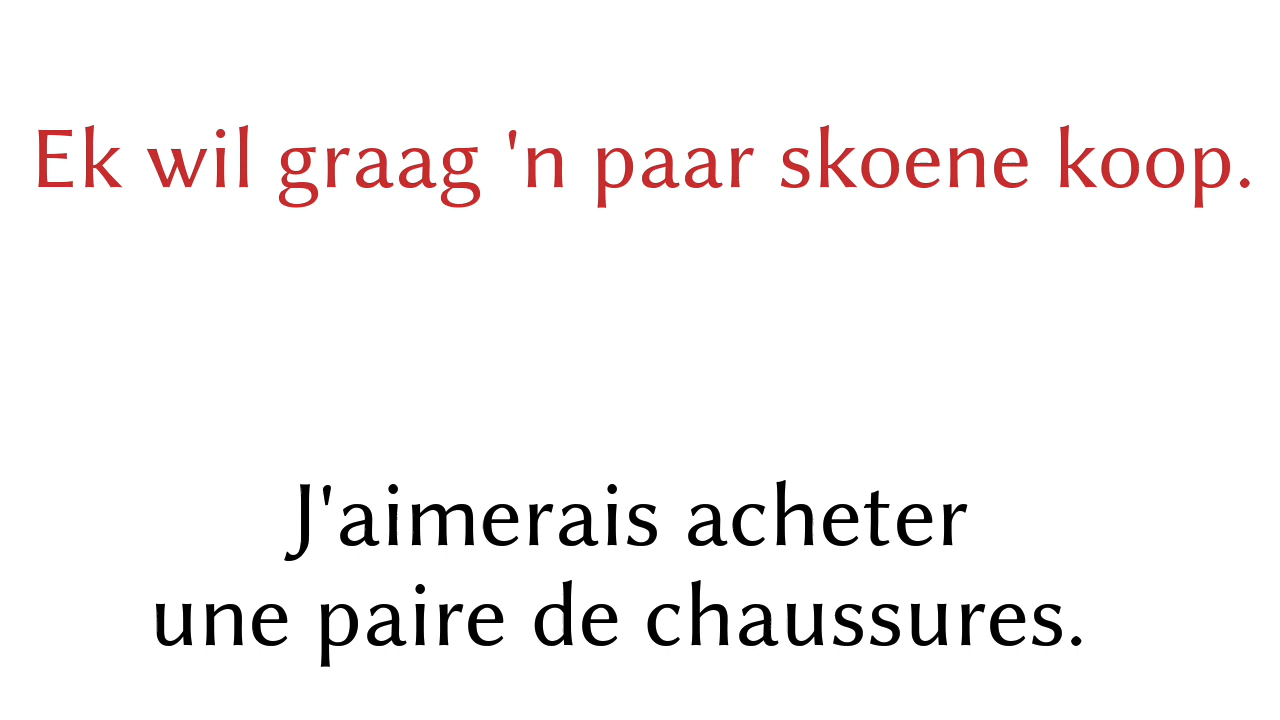 Ek wil graag 'n paar skoene koop.
J'aimerais acheter
une paire de chaussures.